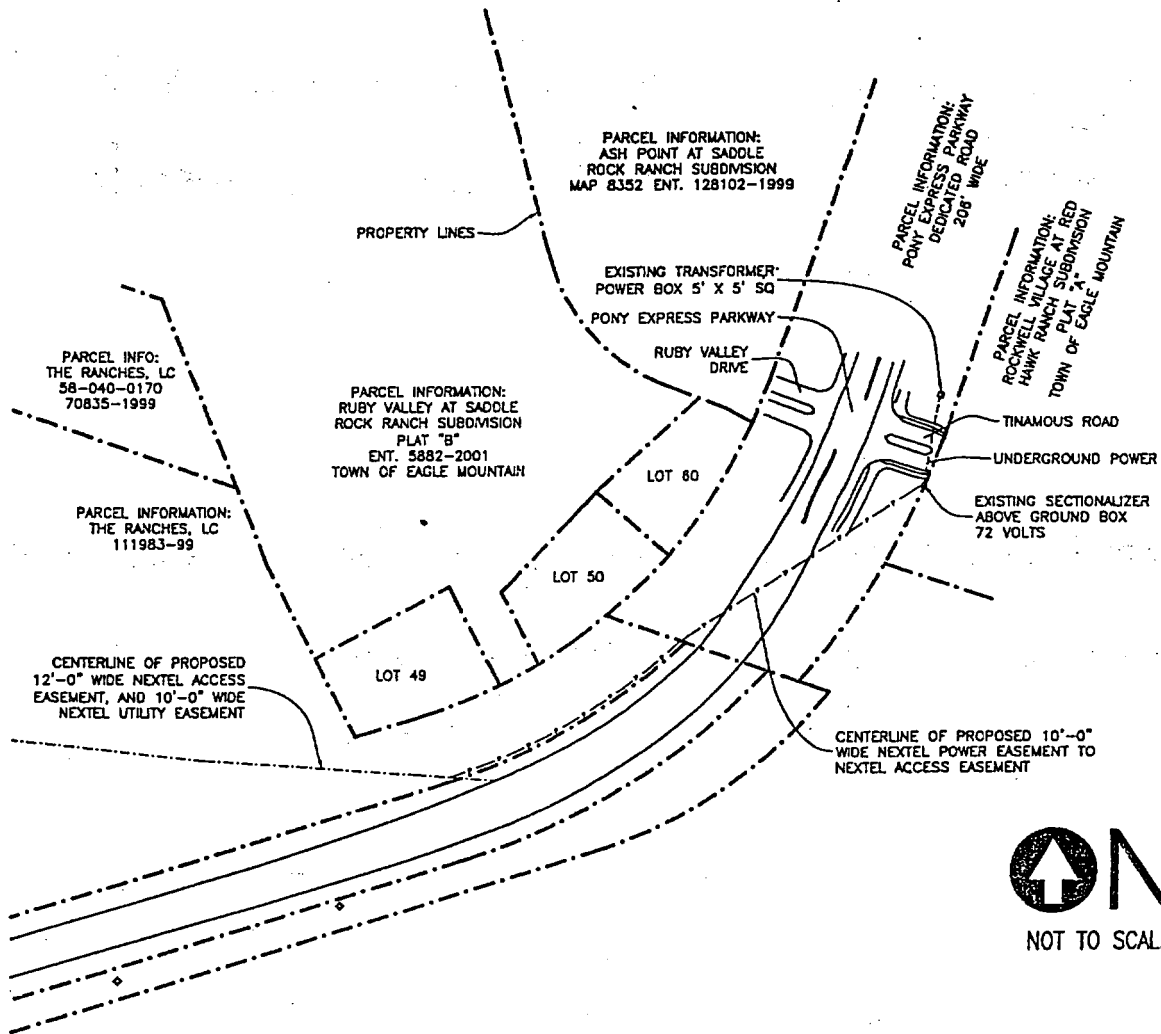 PARCEL INFORMATION:
ASH POINT AT SADDLE
ROCK RANCH SUBDIVISION
MAP 8352 ENT. 128102-1999
PARCEL INFORMATION:
PONY EXPRESS PARKWAY
DEDICATED ROAD
206' WIDE
PARCEL INFORMATION:
ROCKWELL VILLAGE AT RED
HAWK RANCH SUBDIVISION
PLAT "A"
TOWN OF EAGLE MOUNTAIN
PROPERTY LINES
EXISTING TRANSFORMER
POWER BOX 5' X 5' SQ
PONY EXPRESS PARKWAY
RUBY VALLEY
DRIVE
PARCEL INFO:
THE RANCHES, LC
58-040-0170
70835-1999
PARCEL INFORMATION:
RUBY VALLEY AT SADDLE
ROCK RANCH SUBDIVISION
PLAT "B"
ENT. 5882-2001
TOWN OF EAGLE MOUNTAIN
TINAMOUS ROAD
UNDERGROUND POWER
EXISTING SECTIONALIZER
ABOVE GROUND BOX
72 VOLTS
PARCEL INFORMATION:
THE RANCHES, LC
111983-99
LOT 60
LOT 50
LOT 49
CENTERLINE OF PROPOSED
12'-0" WIDE NEXTEL ACCESS
EASEMENT, AND 10'-0" WIDE
NEXTEL UTILITY EASEMENT
CENTERLINE OF PROPOSED 10'-0"
WIDE NEXTEL POWER EASEMENT TO
NEXTEL ACCESS EASEMENT
N
NOT TO SCAL